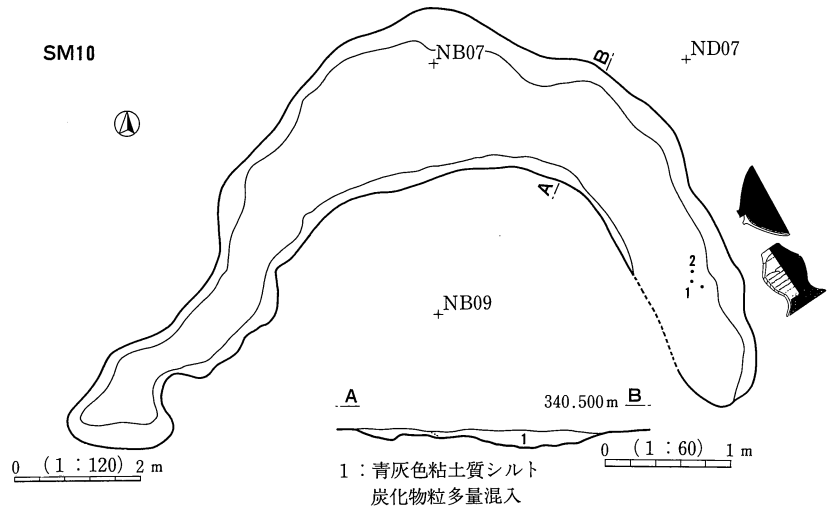 SM10
NB07
B
ND07
A
2
1
NB09
A
340.500m B
1
0 (1:120) 2m
0 (1:60) 1m
1:青灰色粘土質シルト
炭化物粒多量混入